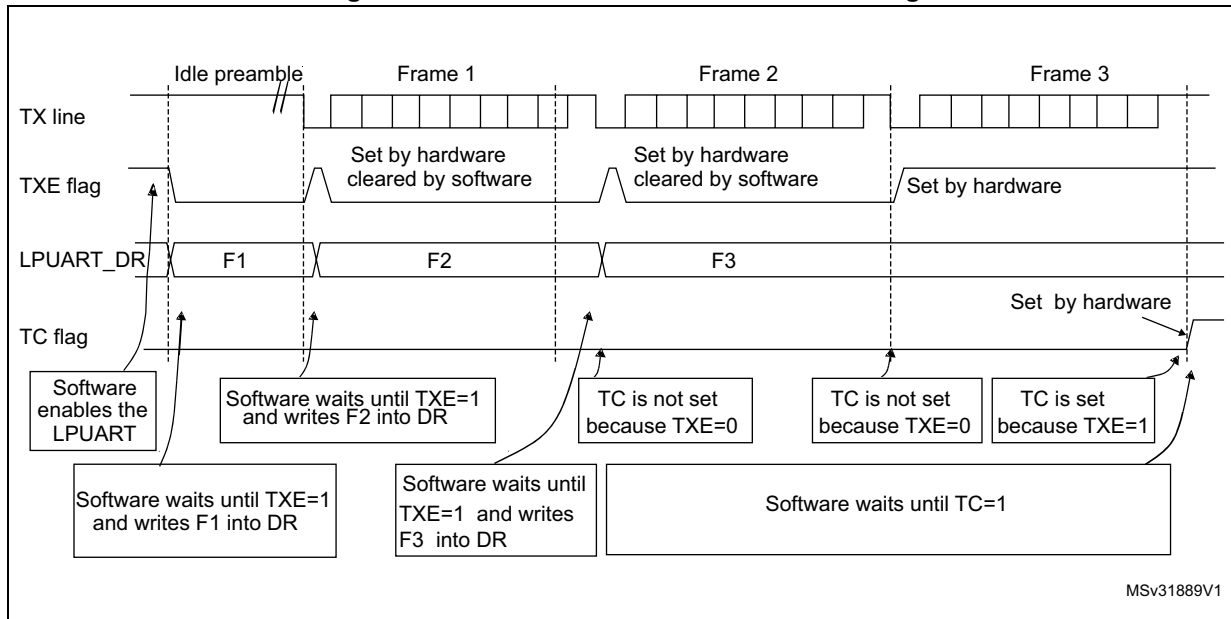 Idle preamble Frame 1 Frame 2 Frame 3
TX line
Set by hardware
cleared by software
Set by hardware
cleared by software
TXE flag
Set by hardware
LPUART_DR F1 F2 F3
Set by hardware
TC flag
Software
enables the
LPUART
Software waits until TXE=1
and writes F2 into DR
TC is not set
because TXE=0
TC is not set
because TXE=0
TC is set
because TXE=1
Software waits until TXE=1
and writes F1 into DR
Software waits until
TXE=1 and writes
F3 into DR
Software waits until TC=1
MSv31889V1